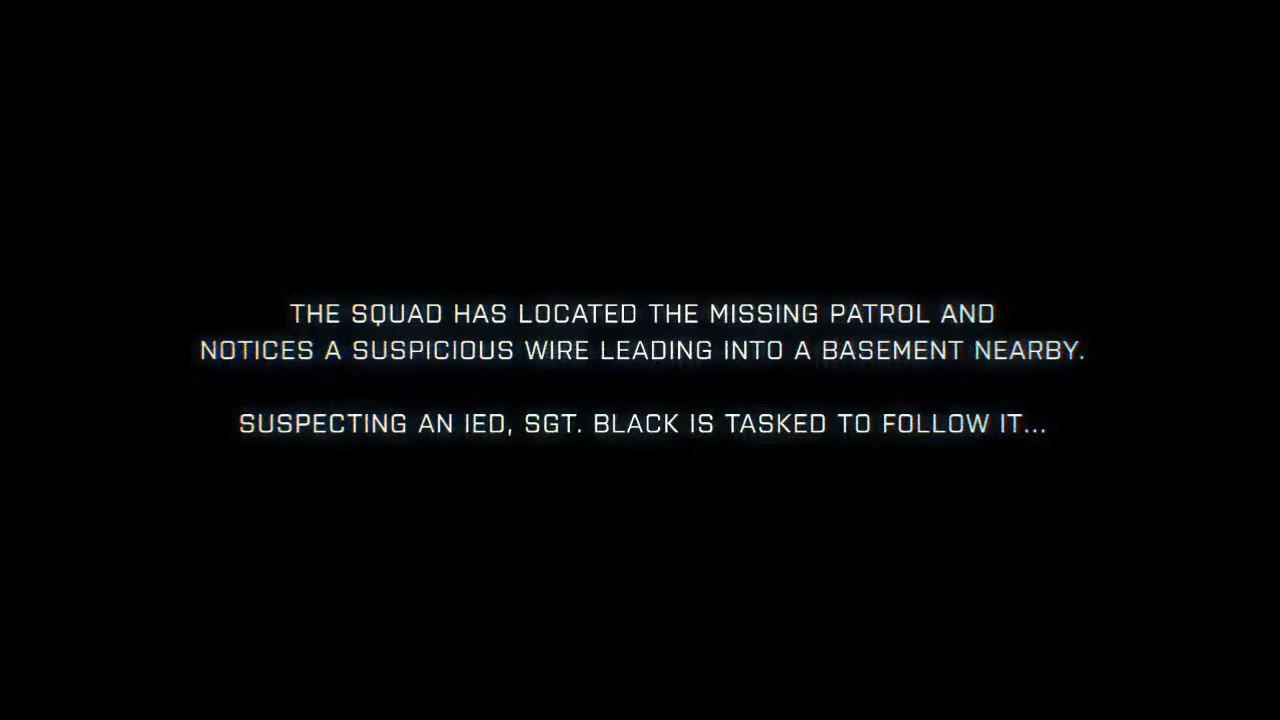 THE SQUAD HAS LOCATED THE MISSING PATROL AND
NOTICES A SUSPICIOUS WIRE LEADING INTO A BASEMENT NEARBY.
SUSPECTING AN IED, SGT. BLACK IS TASKED TO FOLLOW IT...